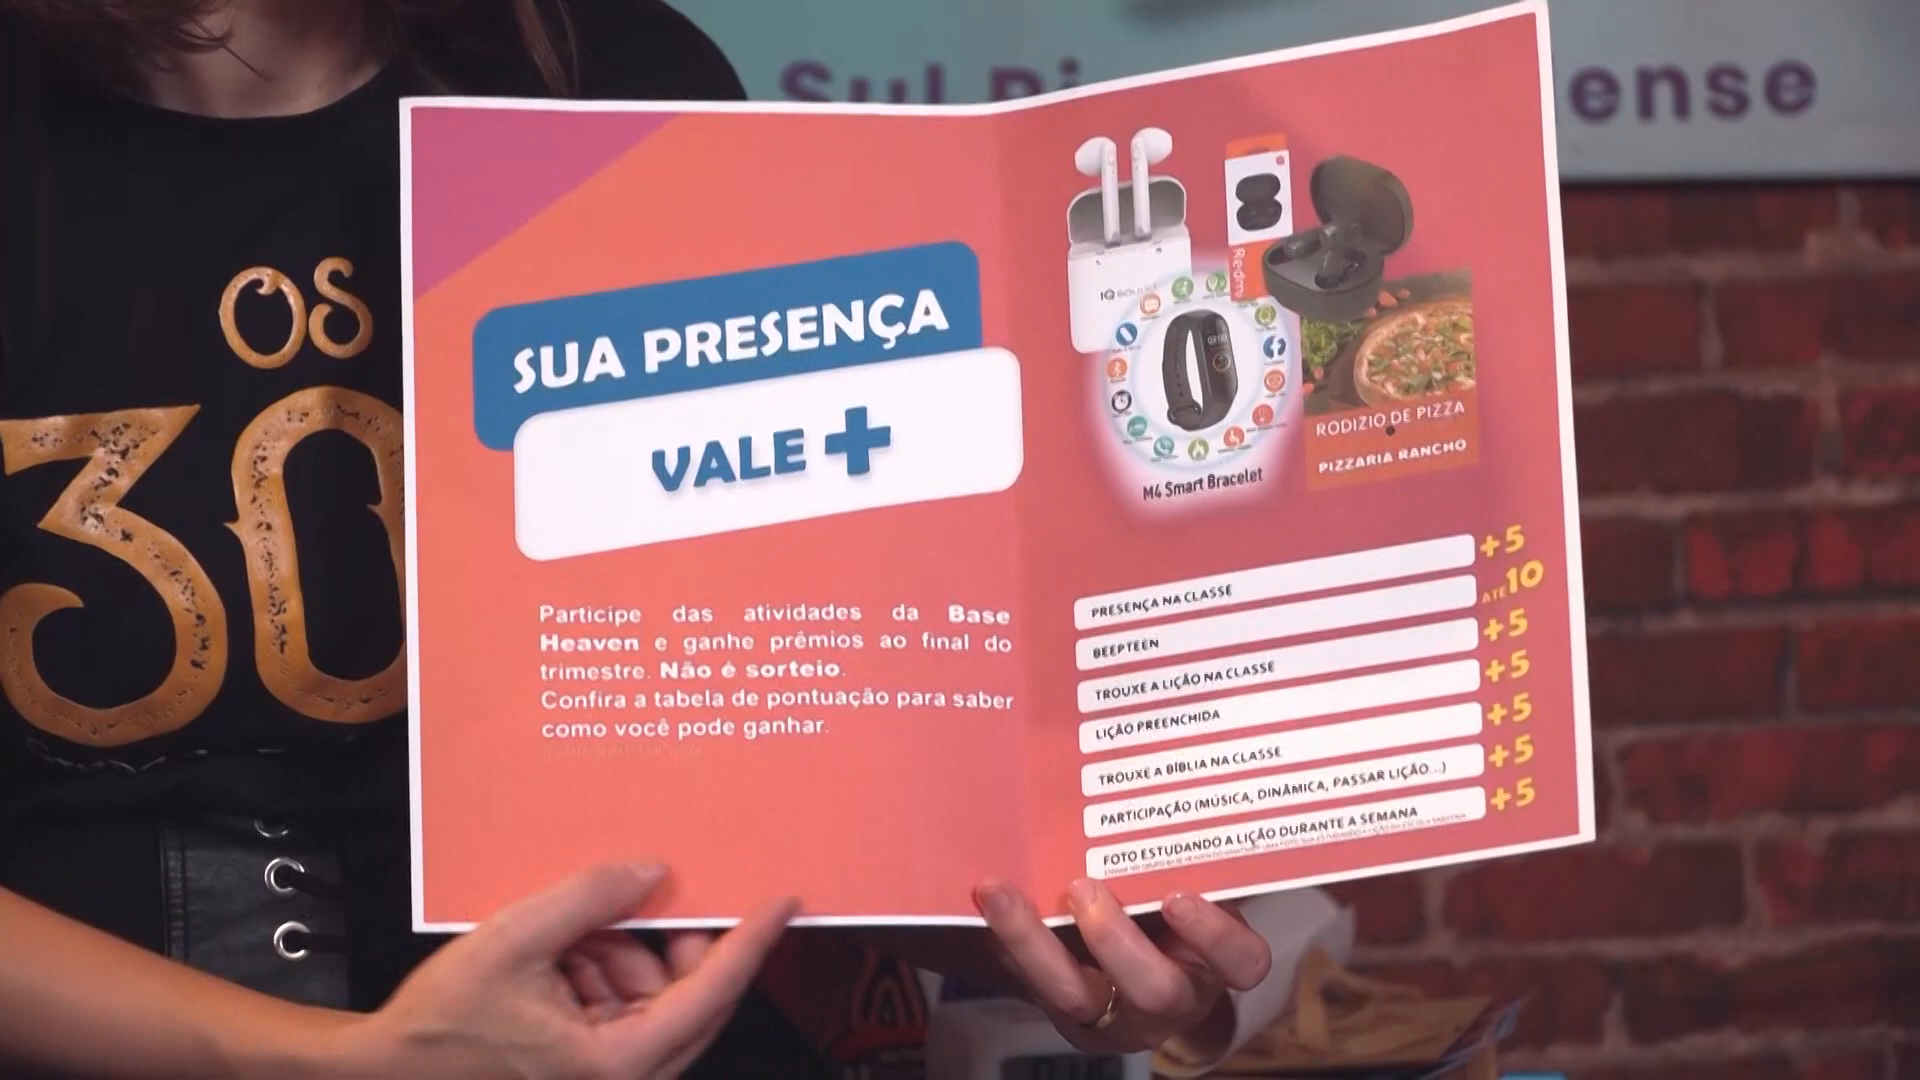 OS
30
Sul Ri
ense
SUA PRESENÇA
VALE +
Participe das atividades da Base
Heaven e ganhe prêmios ao final do
trimestre. Não é sorteio.
Confira a tabela de pontuação para saber
como você pode ganhar.
IQ sound
Redmi
M4 Smart Bracelet
RODIZIO DE PIZZA
PIZZARIA RANCHO
PRESENÇA NA CLASSE +5
BEEPTEEN ATÉ 10
TROUXE A LIÇÃO NA CLASSE +5
LIÇÃO PREENCHIDA +5
TROUXE A BÍBLIA NA CLASSE +5
PARTICIPAÇÃO (MÚSICA, DINÂMICA, PASSAR LIÇÃO...) +5
FOTO ESTUDANDO A LIÇÃO DURANTE A SEMANA +5